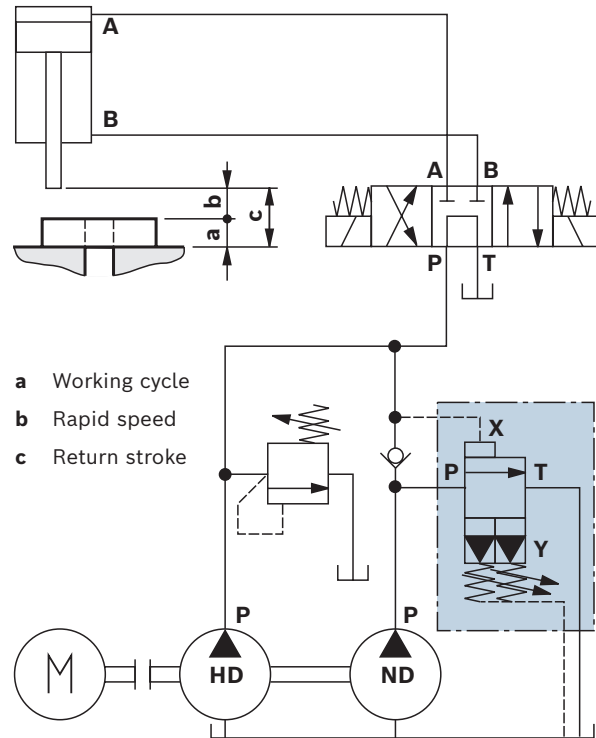 A
B
b
c
a
A B
P T
a Working cycle
b Rapid speed
c Return stroke
X
P T
Y
P P
M HD ND